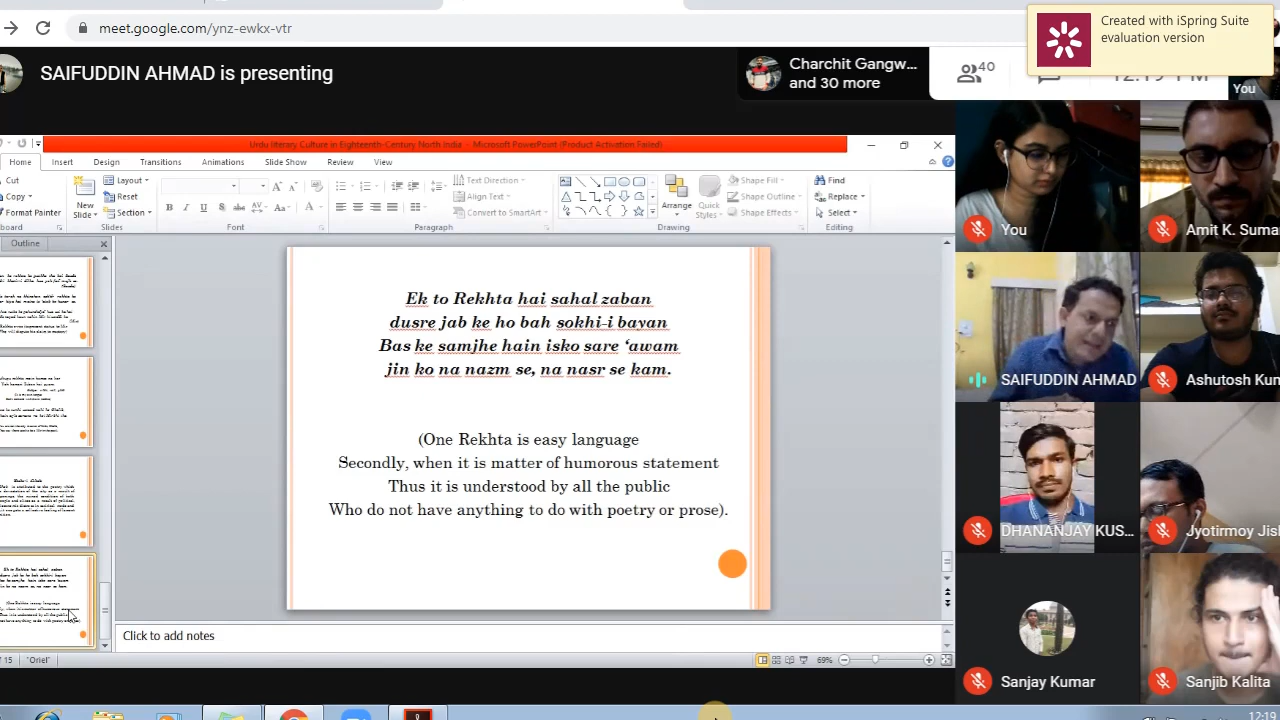 meet.google.com/ynz-ewkx-vtr
Created with iSpring Suite
evaluation version
SAIFUDDIN AHMAD is presenting
Charchit Gangw...
and 30 more
40
12:19 PM
You
Urdu literary Culture in Eighteenth-Century North India - Microsoft PowerPoint (Product Activation Failed)
Home Insert Design Transitions Animations Slide Show Review View
Cut
Copy
Format Painter
New
Slide
Layout
Reset
Section
Text Direction
Align Text
Convert to SmartArt
Arrange
Quick
Styles
Shape Fill
Shape Outline
Shape Effects
Find
Replace
Select
board Slides Font Paragraph Drawing Editing
Outline
Ek to Rekhta hai sahal zaban
dusre jab ke ho bah sokhi-i bayan
Bas ke samjhe hain isko sare ‘awam
jin ko na nazm se, na nasr se kam.
(One Rekhta is easy language
Secondly, when it is matter of humorous statement
Thus it is understood by all the public
Who do not have anything to do with poetry or prose).
Click to add notes
15 "Oriel"
69%
You
Amit K. Suma
SAIFUDDIN AHMAD
Ashutosh Kun
DHANANJAY KUS...
Jyotirmoy Jish
Sanjay Kumar
Sanjib Kalita
12:19